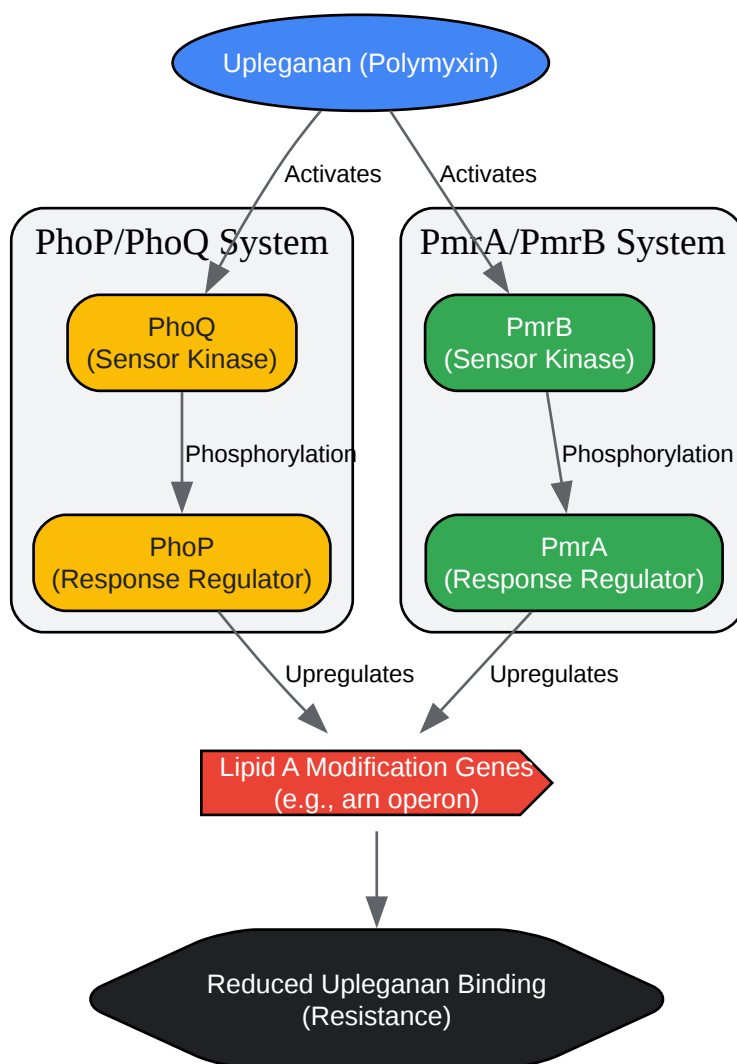 Upleganan (Polymyxin)
Activates
Activates
PhoP/PhoQ System
PmrA/PmrB System
PhoQ
(Sensor Kinase)
PmrB
(Sensor Kinase)
Phosphorylation
Phosphorylation
PhoP
(Response Regulator)
PmrA
(Response Regulator)
Upregulates
Upregulates
Lipid A Modification Genes
(e.g., arn operon)
Reduced Upleganan Binding
(Resistance)